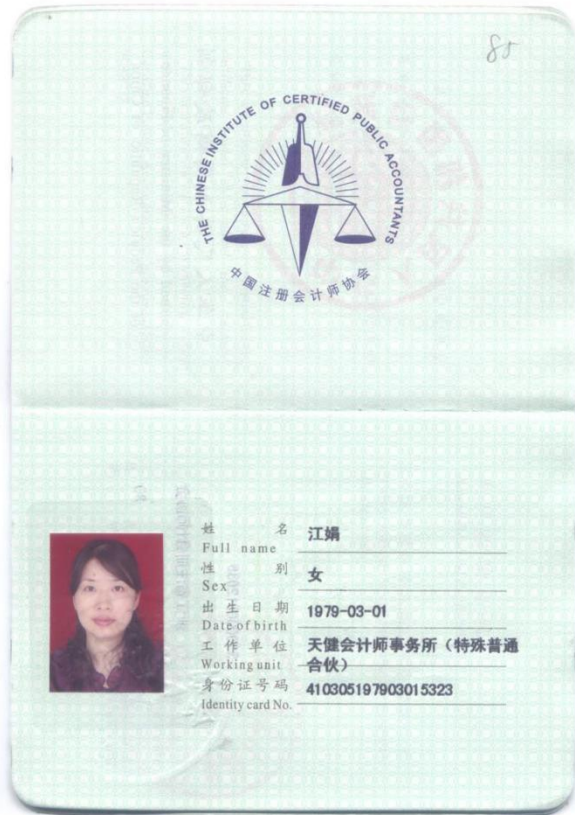 85
THE CHINESE INSTITUTE OF CERTIFIED PUBLIC ACCOUNTANTS
中国注册会计师协会
姓 名 江娟
Full name
性 别 女
Sex
出生日期 1979-03-01
Date of birth
工作单位 天健会计师事务所（特殊普通
Working unit 合伙）
身份证号码 410305197903015323
Identity card No.